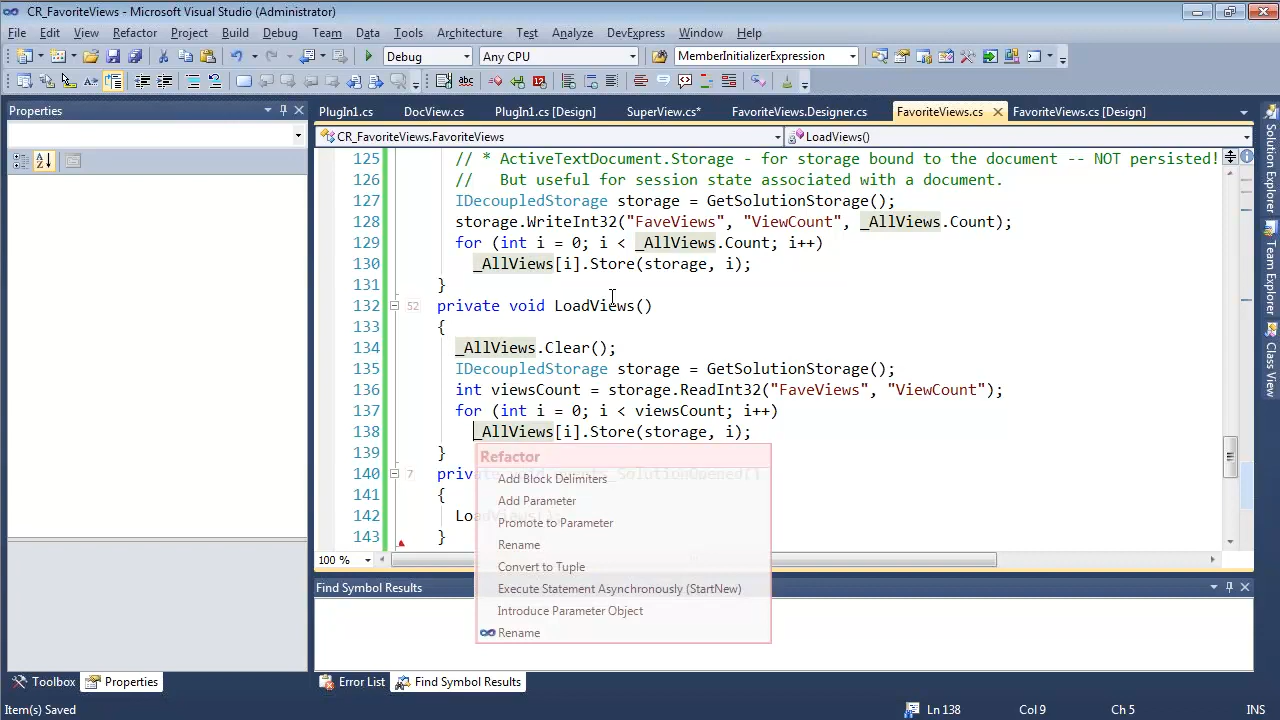 CR_FavoriteViews - Microsoft Visual Studio (Administrator)
File Edit View Refactor Project Build Debug Team Data Tools Architecture Test Analyze DevExpress Window Help
Debug Any CPU MemberInitializerExpression
Properties
PlugIn1.cs DocView.cs PlugIn1.cs [Design] SuperView.cs* FavoriteViews.Designer.cs FavoriteViews.cs FavoriteViews.cs [Design]
CR_FavoriteViews.FavoriteViews LoadViews()
125 // * ActiveTextDocument.Storage - for storage bound to the document -- NOT persisted!
126 // But useful for session state associated with a document.
127 IDecoupledStorage storage = GetSolutionStorage();
128 storage.WriteInt32("FaveViews", "ViewCount", _AllViews.Count);
129 for (int i = 0; i < _AllViews.Count; i++)
130 _AllViews[i].Store(storage, i);
131 }
132 52 private void LoadViews()
133 {
134 _AllViews.Clear();
135 IDecoupledStorage storage = GetSolutionStorage();
136 int viewsCount = storage.ReadInt32("FaveViews", "ViewCount");
137 for (int i = 0; i < viewsCount; i++)
138 _AllViews[i].Store(storage, i);
139 }
Refactor
140 7 private void events_SolutionOpened()
Add Block Delimiters
141 {
Add Parameter
142 LoadViews();
Promote to Parameter
143 }
Rename
Convert to Tuple
Execute Statement Asynchronously (StartNew)
Introduce Parameter Object
Rename
100 %
Find Symbol Results
Solution Explorer
Team Explorer
Class View
Toolbox Properties Error List Find Symbol Results
Item(s) Saved Ln 138 Col 9 Ch 5 INS